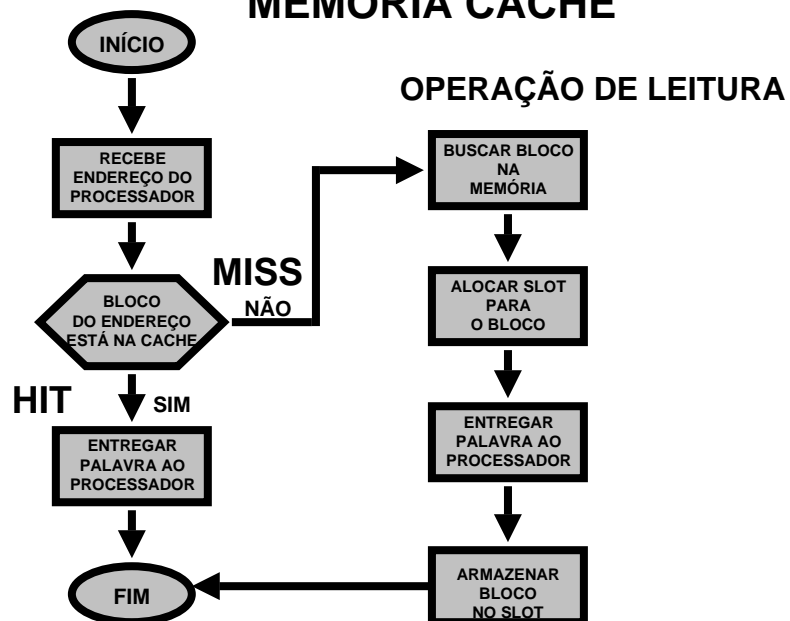 MEMÓRIA CACHE
INÍCIO
OPERAÇÃO DE LEITURA
RECEBE
ENDEREÇO DO
PROCESSADOR
BUSCAR BLOCO
NA
MEMÓRIA
MISS
NÃO
BLOCO
DO ENDEREÇO
ESTÁ NA CACHE
ALOCAR SLOT
PARA
O BLOCO
HIT
SIM
ENTREGAR
PALAVRA AO
PROCESSADOR
ENTREGAR
PALAVRA AO
PROCESSADOR
FIM
ARMAZENAR
BLOCO
NO SLOT